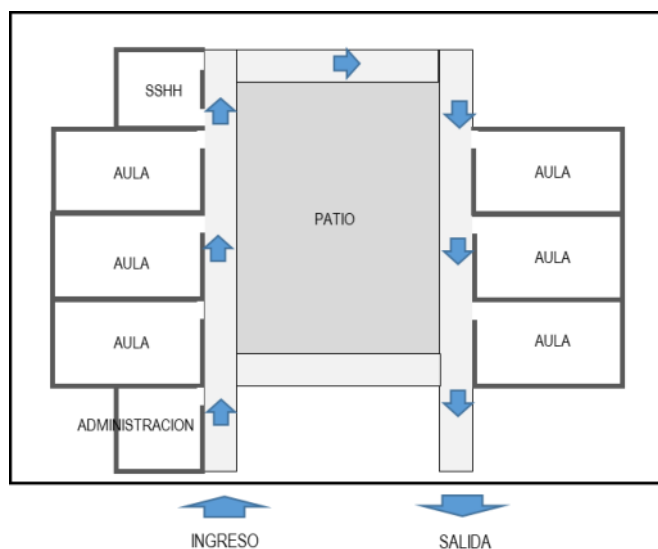 SSHH
AULA
AULA
PATIO
AULA
AULA
AULA
AULA
ADMINISTRACION
INGRESO
SALIDA